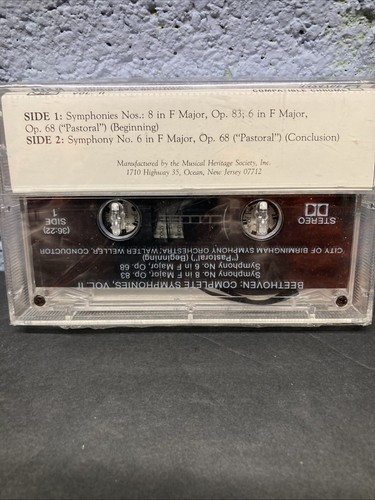 SIDE 1: Symphonies Nos.: 8 in F Major, Op. 83; 6 in F Major,
Op. 68 ("Pastoral") (Beginning)
SIDE 2: Symphony No. 6 in F Major, Op. 68 ("Pastoral") (Conclusion)
Manufactured by the Musical Heritage Society, Inc.
1710 Highway 35, Ocean, New Jersey 07712
BEETHOVEN: COMPLETE SYMPHONIES, VOL. II
Symphony No. 8 in F Major, Op. 83
Symphony No. 6 in F Major, Op. 68
("Pastoral") (Beginning)
CITY OF BIRMINGHAM SYMPHONY ORCHESTRA; WALTER WELLER, CONDUCTOR
STEREO
SIDE
(36:22)